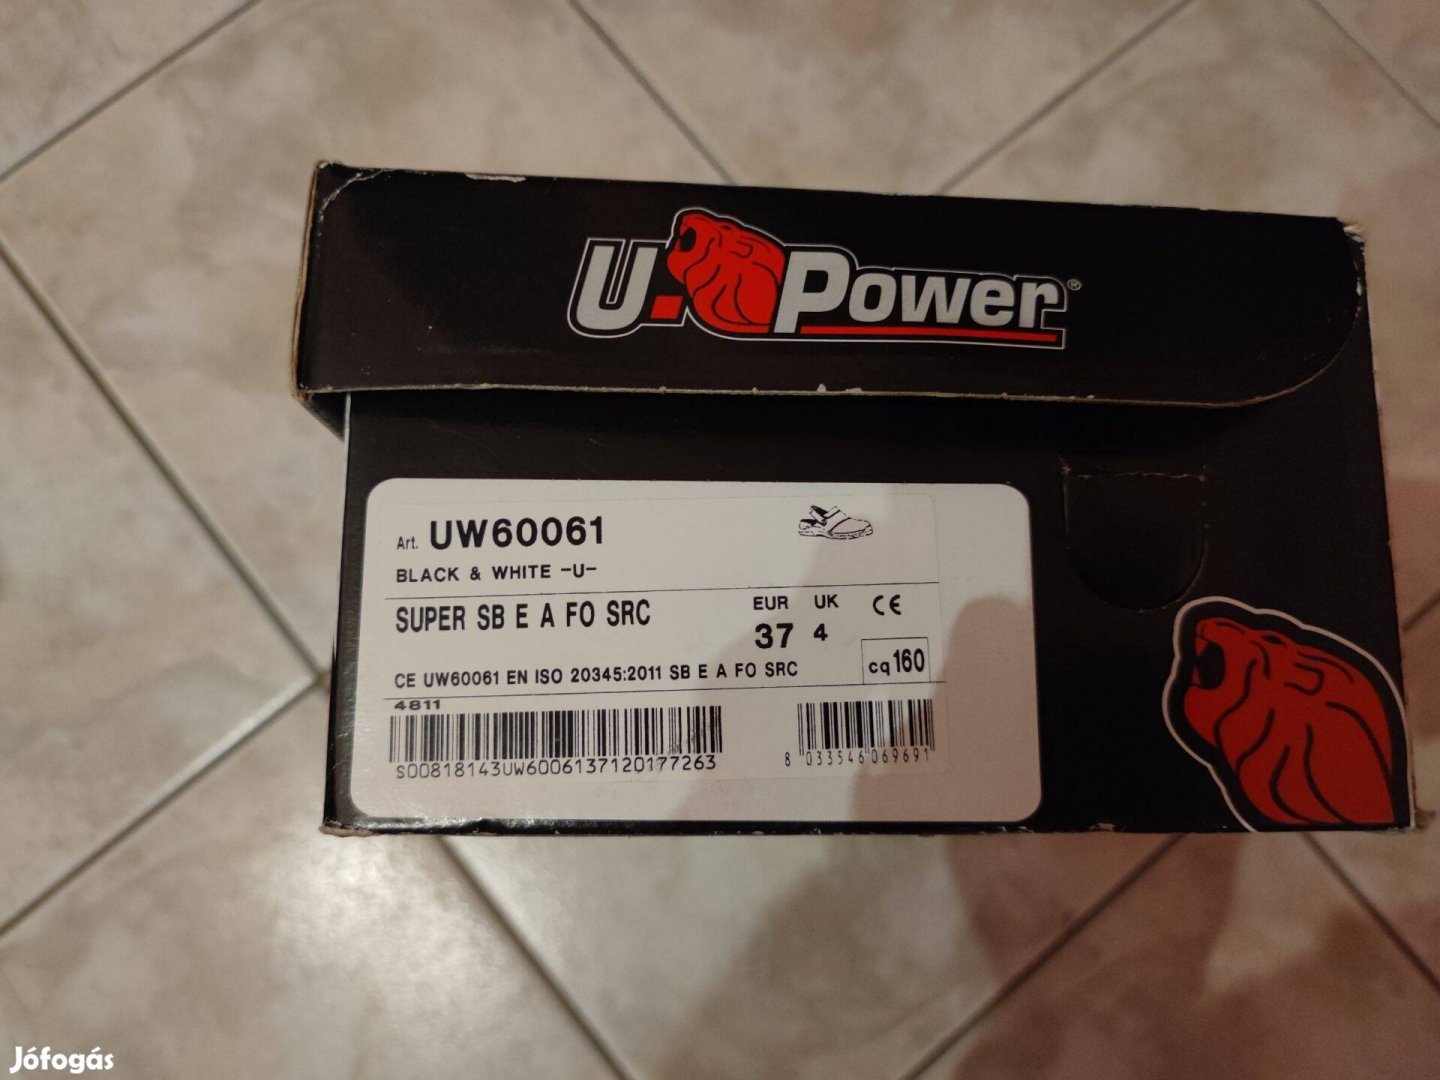 U.Power®
Art. UW60061
BLACK & WHITE -U-
SUPER SB E A FO SRC
EUR UK CE
37 4
CE UW60061 EN ISO 20345:2011 SB E A FO SRC
cq 160
4811
S00818143UW6006137120177263
8 033546 069691
Jófogás